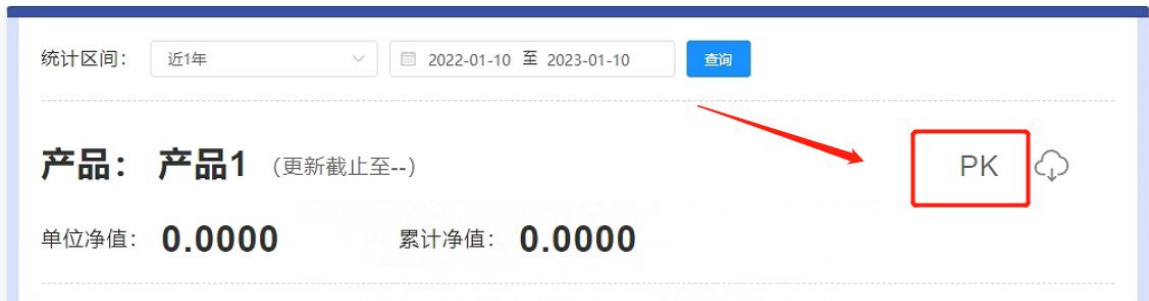 统计区间： 近1年 2022-01-10 至 2023-01-10 查询
产品： 产品1 （更新截止至--） PK
单位净值： 0.0000 累计净值： 0.0000